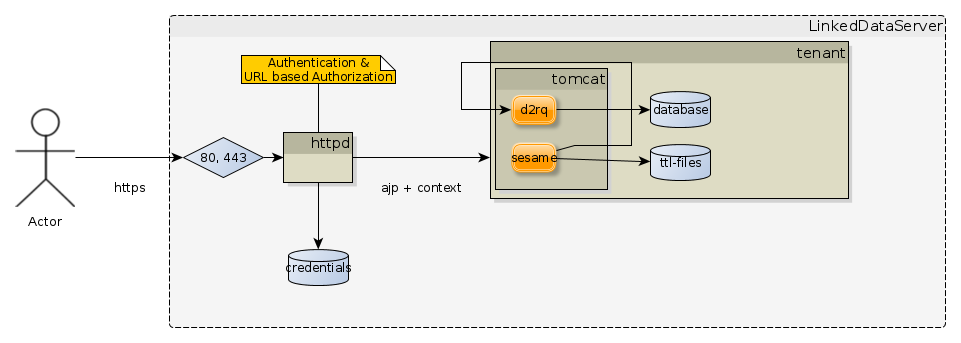 LinkedDataServer
tenant
Authentication &
URL based Authorization
tomcat
d2rq
database
httpd
80, 443
sesame
ttl-files
https
ajp + context
Actor
credentials